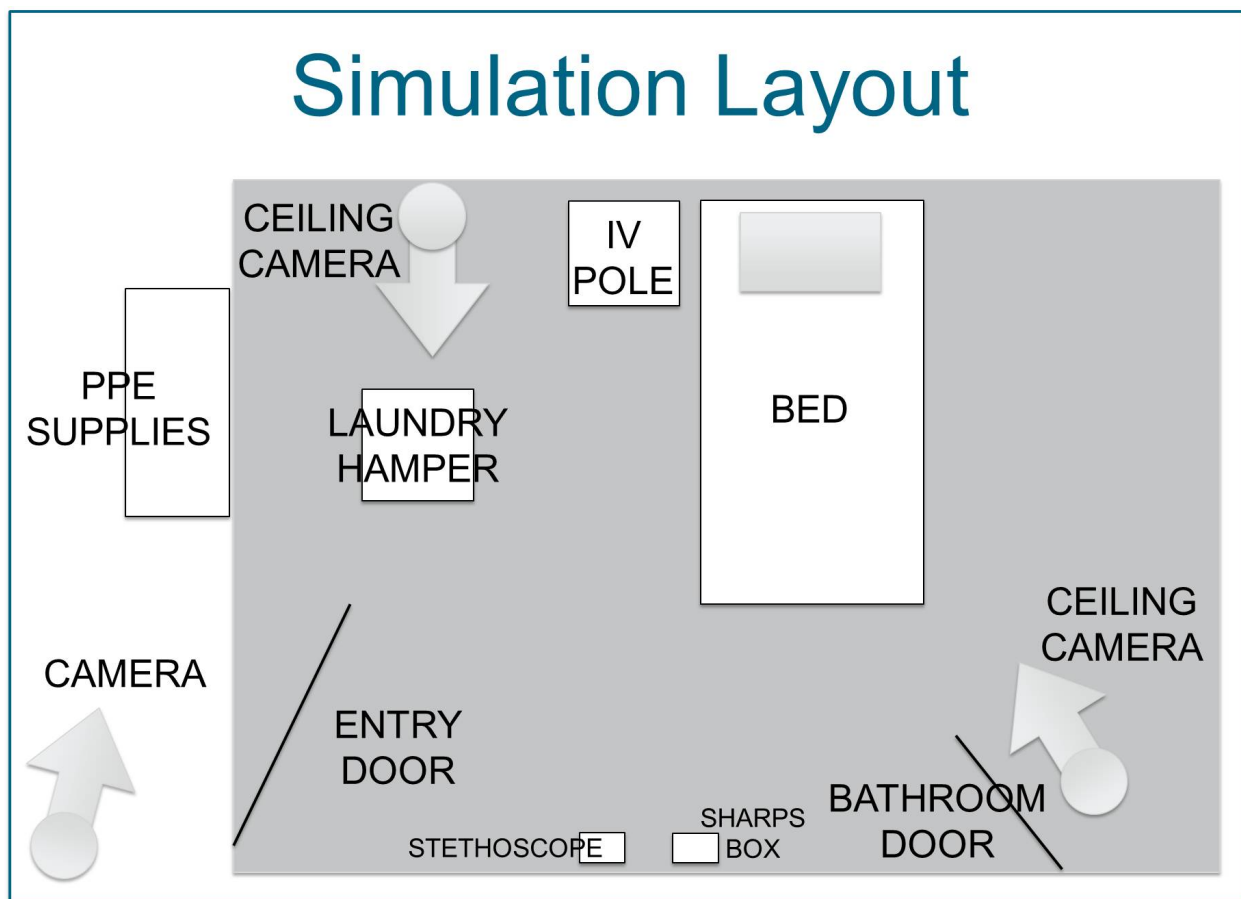 Simulation Layout
CEILING
CAMERA
IV
POLE
PPE
SUPPLIES
LAUNDRY
HAMPER
BED
CEILING
CAMERA
CAMERA
ENTRY
DOOR
BATHROOM
DOOR
STETHOSCOPE
SHARPS
BOX